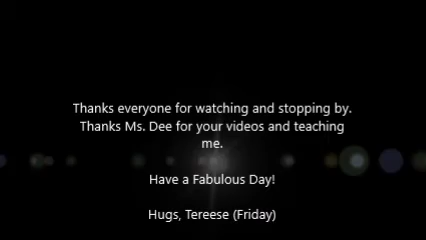 Thanks everyone for watching and stopping by.
Thanks Ms. Dee for your videos and teaching
me.
Have a Fabulous Day!
Hugs, Tereese (Friday)